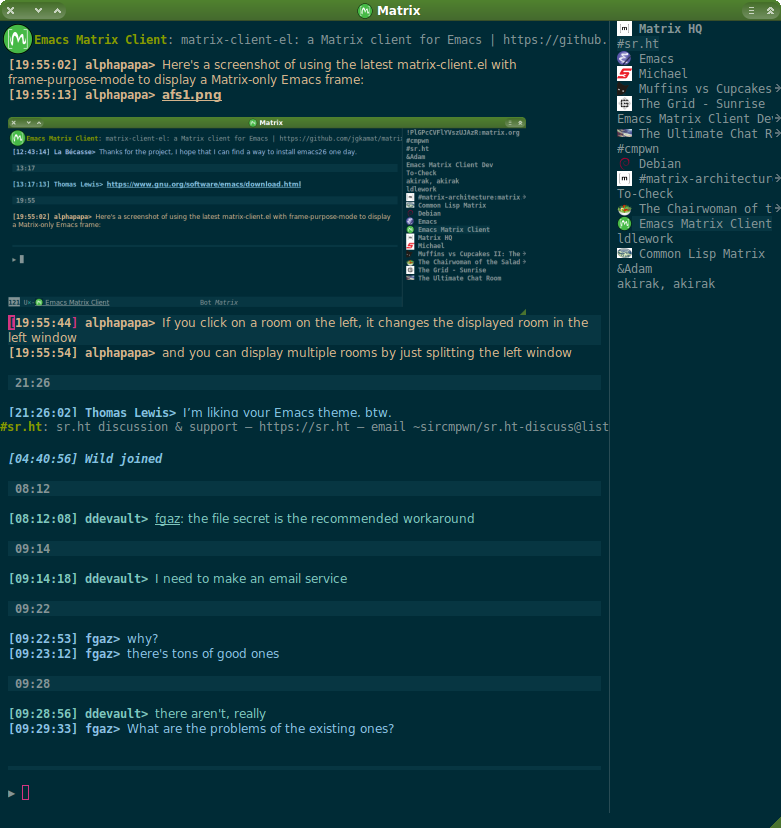 Matrix
Emacs Matrix Client: matrix-client-el: a Matrix client for Emacs | https://github.
[19:55:02] alphapapa> Here's a screenshot of using the latest matrix-client.el with
frame-purpose-mode to display a Matrix-only Emacs frame:
[19:55:13] alphapapa> afs1.png
Matrix
Emacs Matrix Client: matrix-client-el: a Matrix client for Emacs | https://github.com/jgkamat/matri
[12:43:14] La Bécasse> Thanks for the project, I hope that I can find a way to install emacs26 one day.
13:17
[13:17:13] Thomas Lewis> https://www.gnu.org/software/emacs/download.html
19:55
[19:55:02] alphapapa> Here's a screenshot of using the latest matrix-client.el with frame-purpose-mode to display
a Matrix-only Emacs frame:
Emacs Matrix Client
Bot Matrix
#cmpwn
#sr.ht
&Adam
Emacs Matrix Client Dev
To-Check
akirak, akirak
ldlework
#matrix-architecture:matrix
Common Lisp Matrix
Debian
Emacs
Emacs Matrix Client
Matrix HQ
Michael
Muffins vs Cupcakes II: The
The Chairwoman of the Salad
The Grid - Sunrise
The Ultimate Chat Room
[19:55:44] alphapapa> If you click on a room on the left, it changes the displayed room in the
left window
[19:55:54] alphapapa> and you can display multiple rooms by just splitting the left window
21:26
[21:26:02] Thomas Lewis> I'm liking your Emacs theme, btw.
#sr.ht: sr.ht discussion & support — https://sr.ht — email ~sircmpwn/sr.ht-discuss@list
[04:40:56] Wild joined
08:12
[08:12:08] ddevault> fgaz: the file secret is the recommended workaround
09:14
[09:14:18] ddevault> I need to make an email service
09:22
[09:22:53] fgaz> why?
[09:23:12] fgaz> there's tons of good ones
09:28
[09:28:56] ddevault> there aren't, really
[09:29:33] fgaz> What are the problems of the existing ones?
Matrix HQ
#sr.ht
Emacs
Michael
Muffins vs Cupcakes
The Grid - Sunrise
Emacs Matrix Client De
The Ultimate Chat R
#cmpwn
Debian
#matrix-architectur
To-Check
The Chairwoman of t
Emacs Matrix Client
ldlework
Common Lisp Matrix
&Adam
akirak, akirak